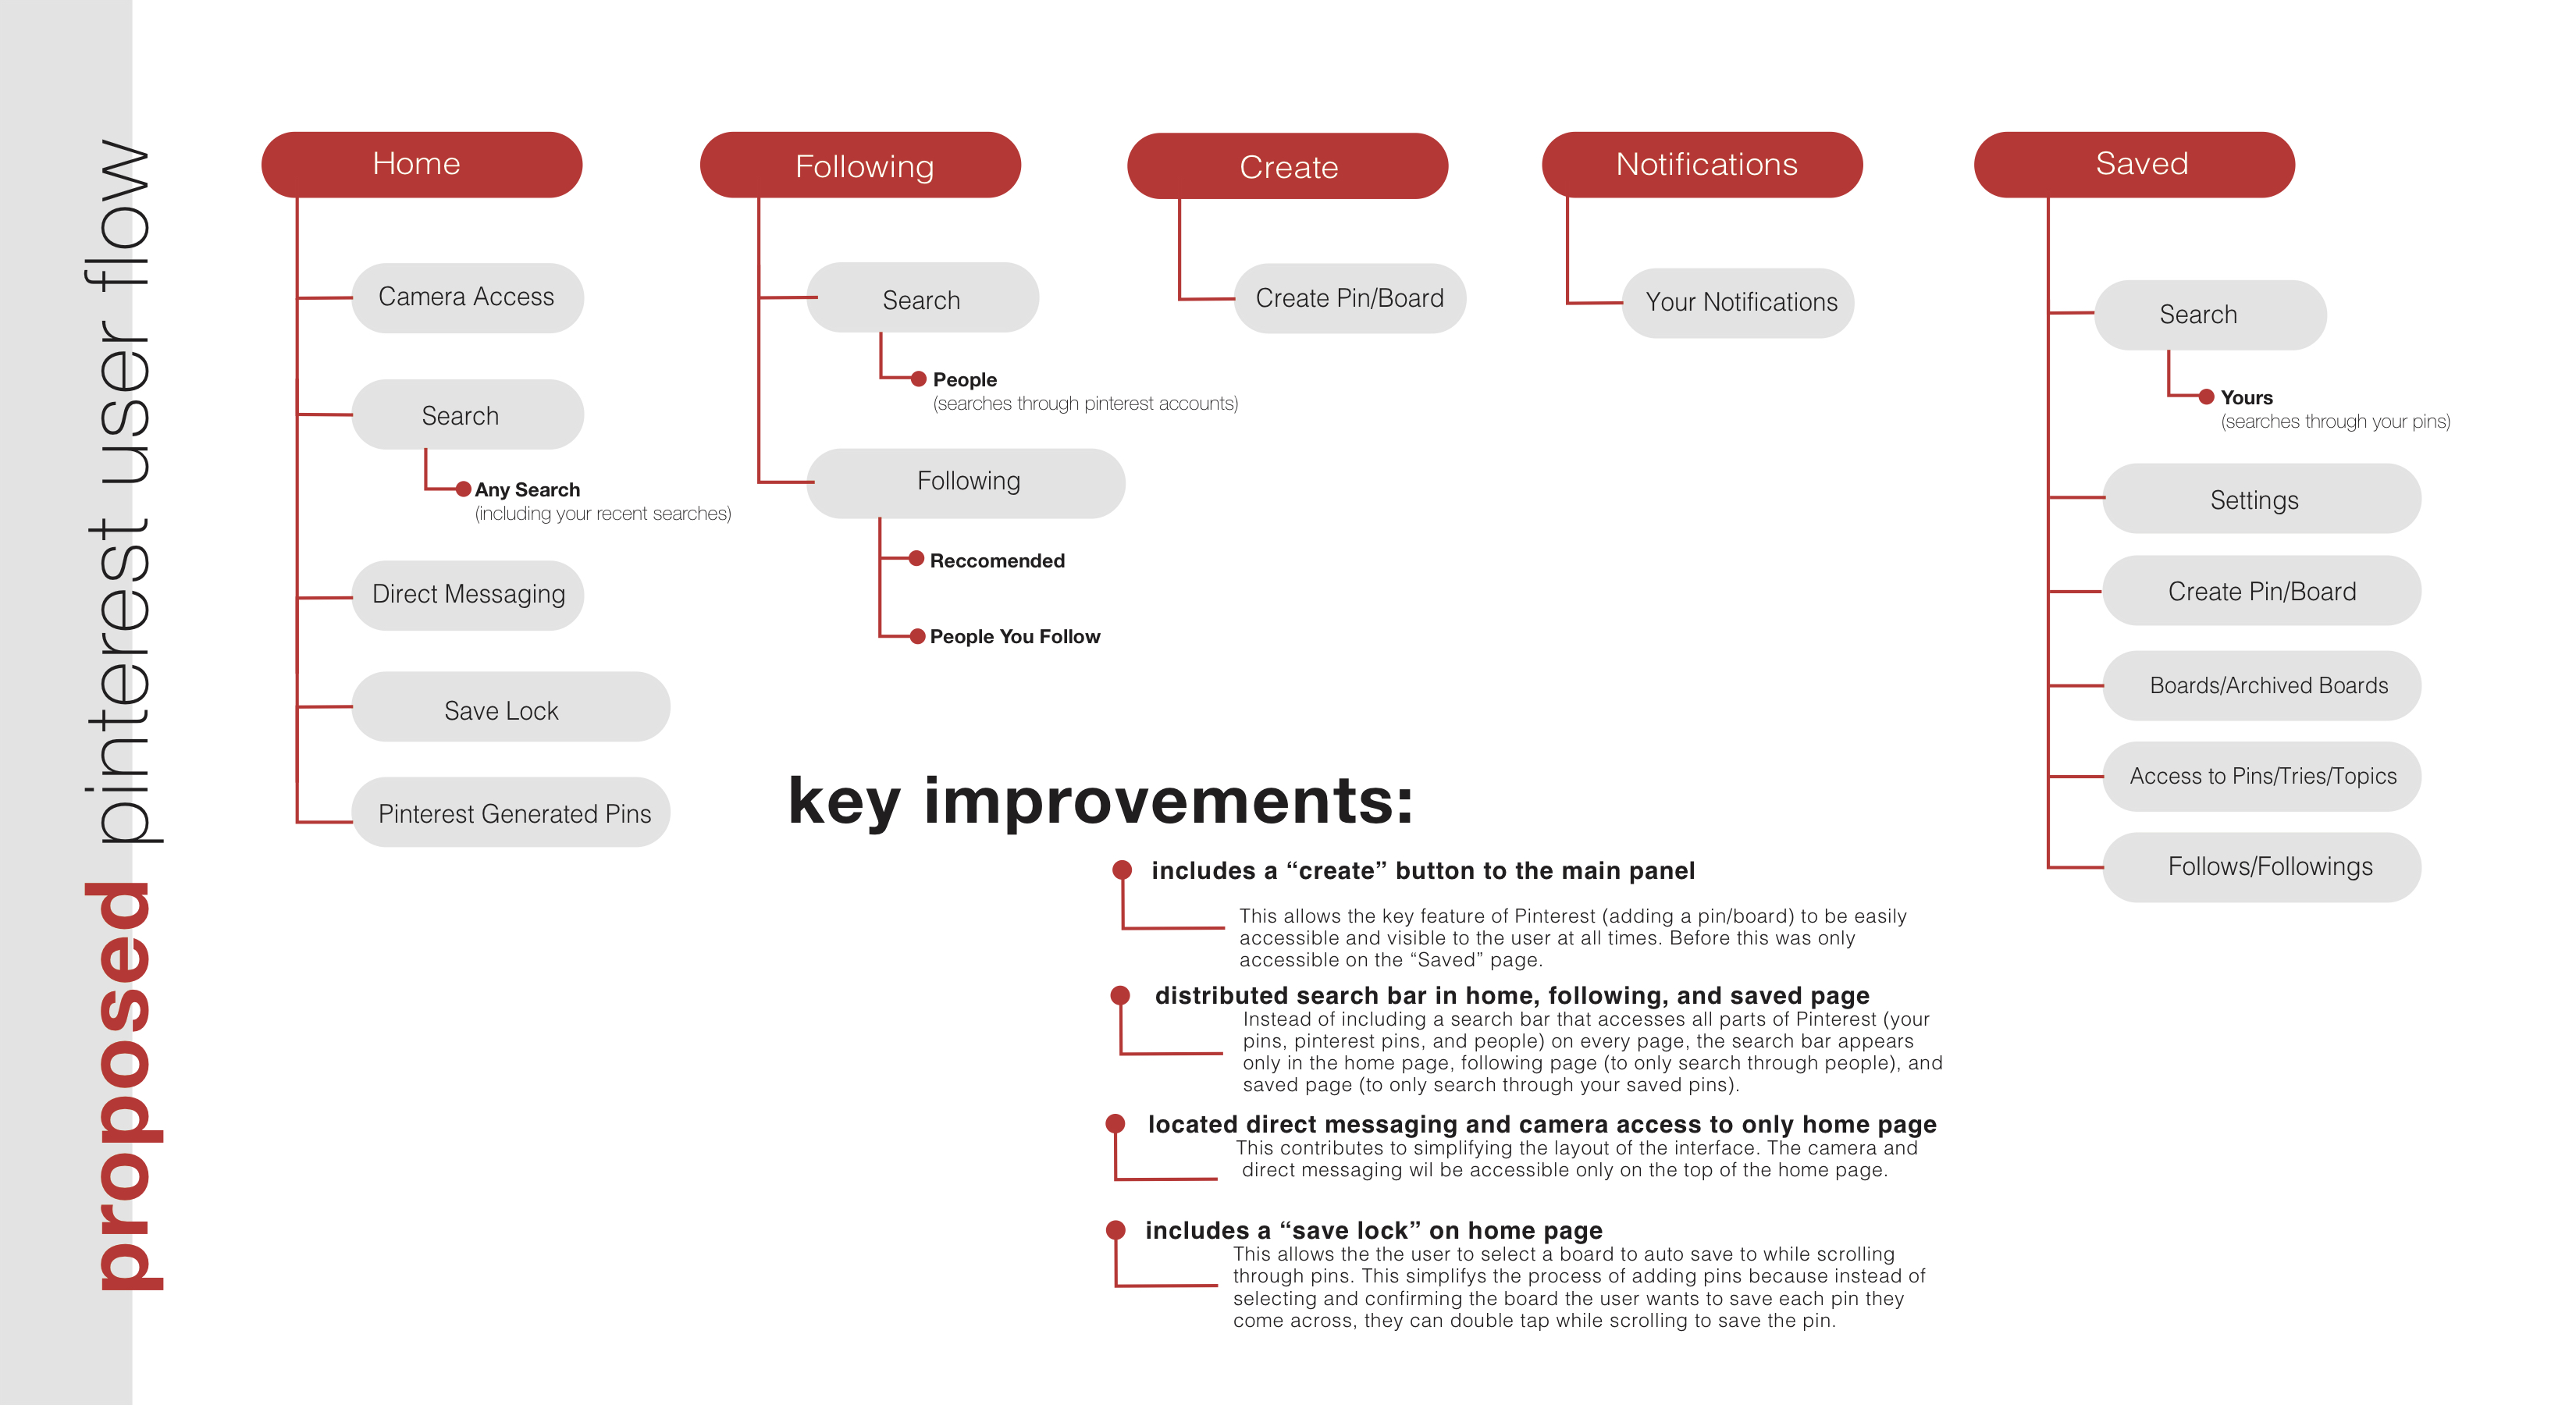 proposed pinterest user flow
Home
Camera Access
Search
Any Search
(including your recent searches)
Direct Messaging
Save Lock
Pinterest Generated Pins
Following
Search
People
(searches through pinterest accounts)
Following
Reccomended
People You Follow
Create
Create Pin/Board
Notifications
Your Notifications
Saved
Search
Yours
(searches through your pins)
Settings
Create Pin/Board
Boards/Archived Boards
Access to Pins/Tries/Topics
Follows/Followings
key improvements:
includes a “create” button to the main panel
This allows the key feature of Pinterest (adding a pin/board) to be easily
accessible and visible to the user at all times. Before this was only
accessible on the “Saved” page.
distributed search bar in home, following, and saved page
Instead of including a search bar that accesses all parts of Pinterest (your
pins, pinterest pins, and people) on every page, the search bar appears
only in the home page, following page (to only search through people), and
saved page (to only search through your saved pins).
located direct messaging and camera access to only home page
This contributes to simplifying the layout of the interface. The camera and
direct messaging wil be accessible only on the top of the home page.
includes a “save lock” on home page
This allows the the user to select a board to auto save to while scrolling
through pins. This simplifys the process of adding pins because instead of
selecting and confirming the board the user wants to save each pin they
come across, they can double tap while scrolling to save the pin.